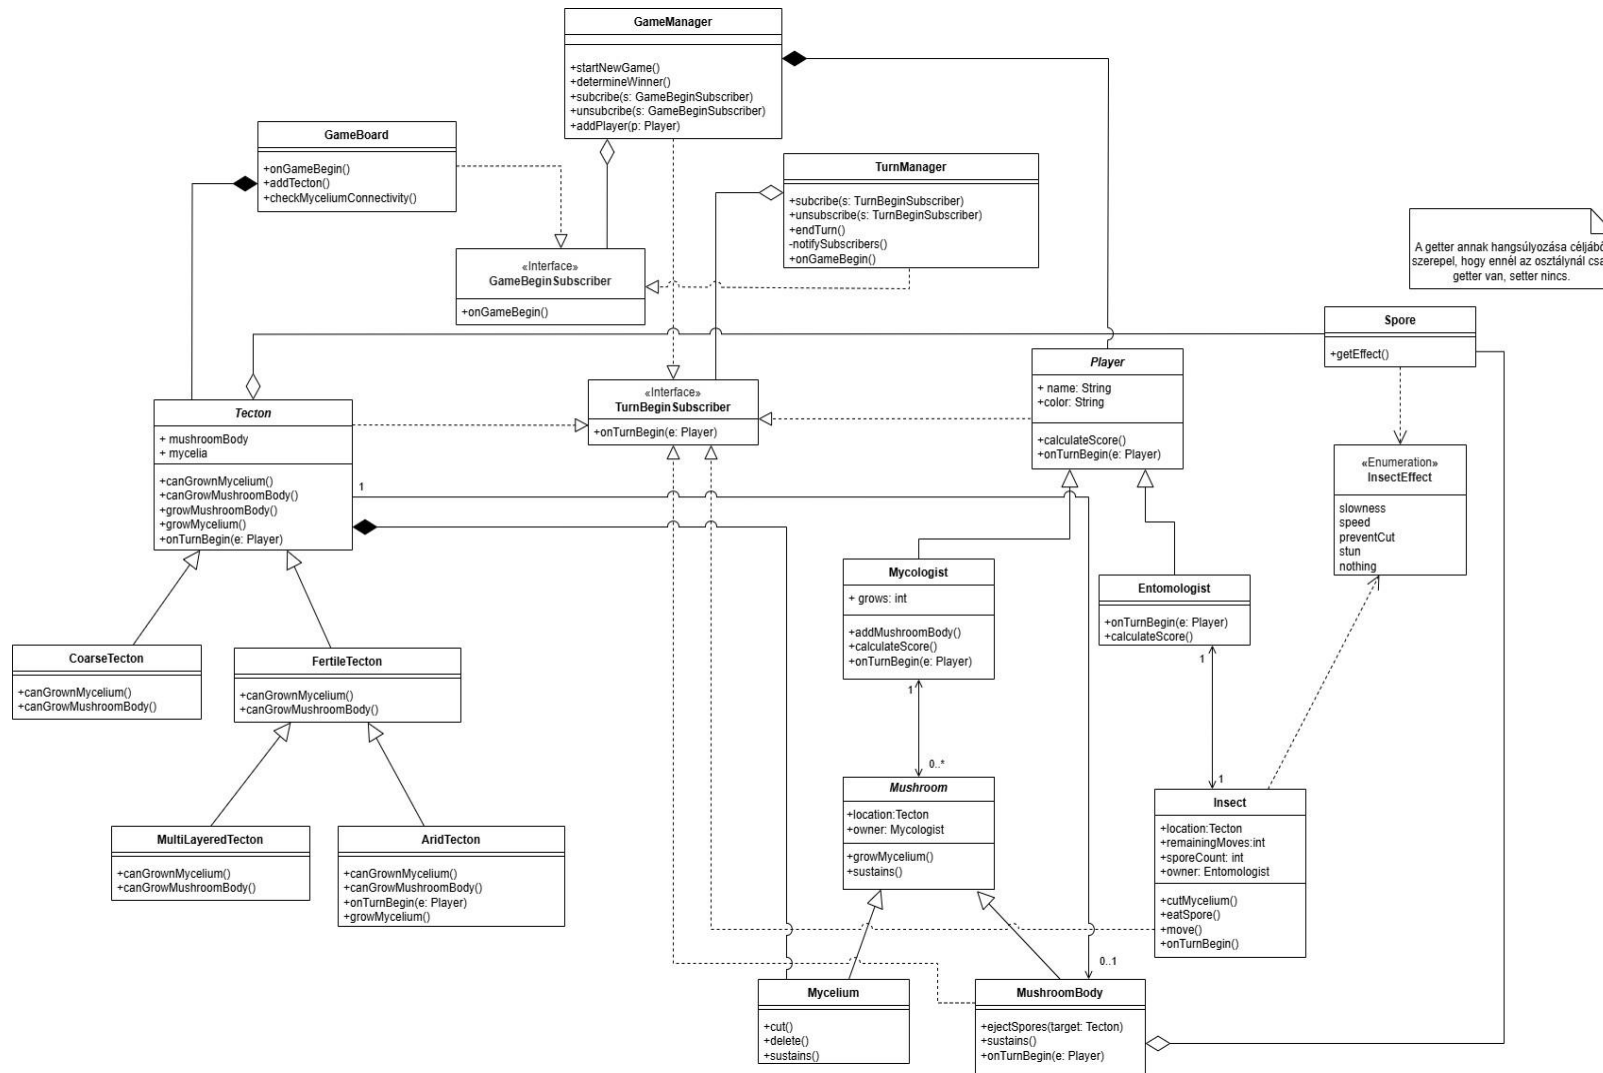 GameManager
+startNewGame()
+determineWinner()
+subcribe(s: GameBeginSubscriber)
+unsubcribe(s: GameBeginSubscriber)
+addPlayer(p: Player)
GameBoard
+onGameBegin()
+addTecton()
+checkMyceliumConnectivity()
TurnManager
+subcribe(s: TurnBeginSubscriber)
+unsubscribe(s: TurnBeginSubscriber)
+endTurn()
-notifySubscribers()
+onGameBegin()
«Interface»
GameBeginSubscriber
+onGameBegin()
A getter annak hangsúlyozása céljábó
szerepel, hogy ennél az osztálynál csa
getter van, setter nincs.
Spore
+getEffect()
Player
+ name: String
+color: String
+calculateScore()
+onTurnBegin(e: Player)
«Interface»
TurnBeginSubscriber
+onTurnBegin(e: Player)
Tecton
+ mushroomBody
+ mycelia
+canGrownMycelium()
+canGrowMushroomBody()
+growMushroomBody()
+growMycelium()
+onTurnBegin(e: Player)
1
«Enumeration»
InsectEffect
slowness
speed
preventCut
stun
nothing
Mycologist
+ grows: int
+addMushroomBody()
+calculateScore()
+onTurnBegin(e: Player)
Entomologist
+onTurnBegin(e: Player)
+calculateScore()
CoarseTecton
+canGrownMycelium()
+canGrowMushroomBody()
FertileTecton
+canGrownMycelium()
+canGrowMushroomBody()
1
1
0..*
1
Mushroom
+location:Tecton
+owner: Mycologist
+growMycelium()
+sustains()
Insect
+location:Tecton
+remainingMoves:int
+sporeCount: int
+owner: Entomologist
+cutMycelium()
+eatSpore()
+move()
+onTurnBegin()
MultiLayeredTecton
+canGrownMycelium()
+canGrowMushroomBody()
AridTecton
+canGrownMycelium()
+canGrowMushroomBody()
+onTurnBegin(e: Player)
+growMycelium()
0..1
Mycelium
+cut()
+delete()
+sustains()
MushroomBody
+ejectSpores(target: Tecton)
+sustains()
+onTurnBegin(e: Player)